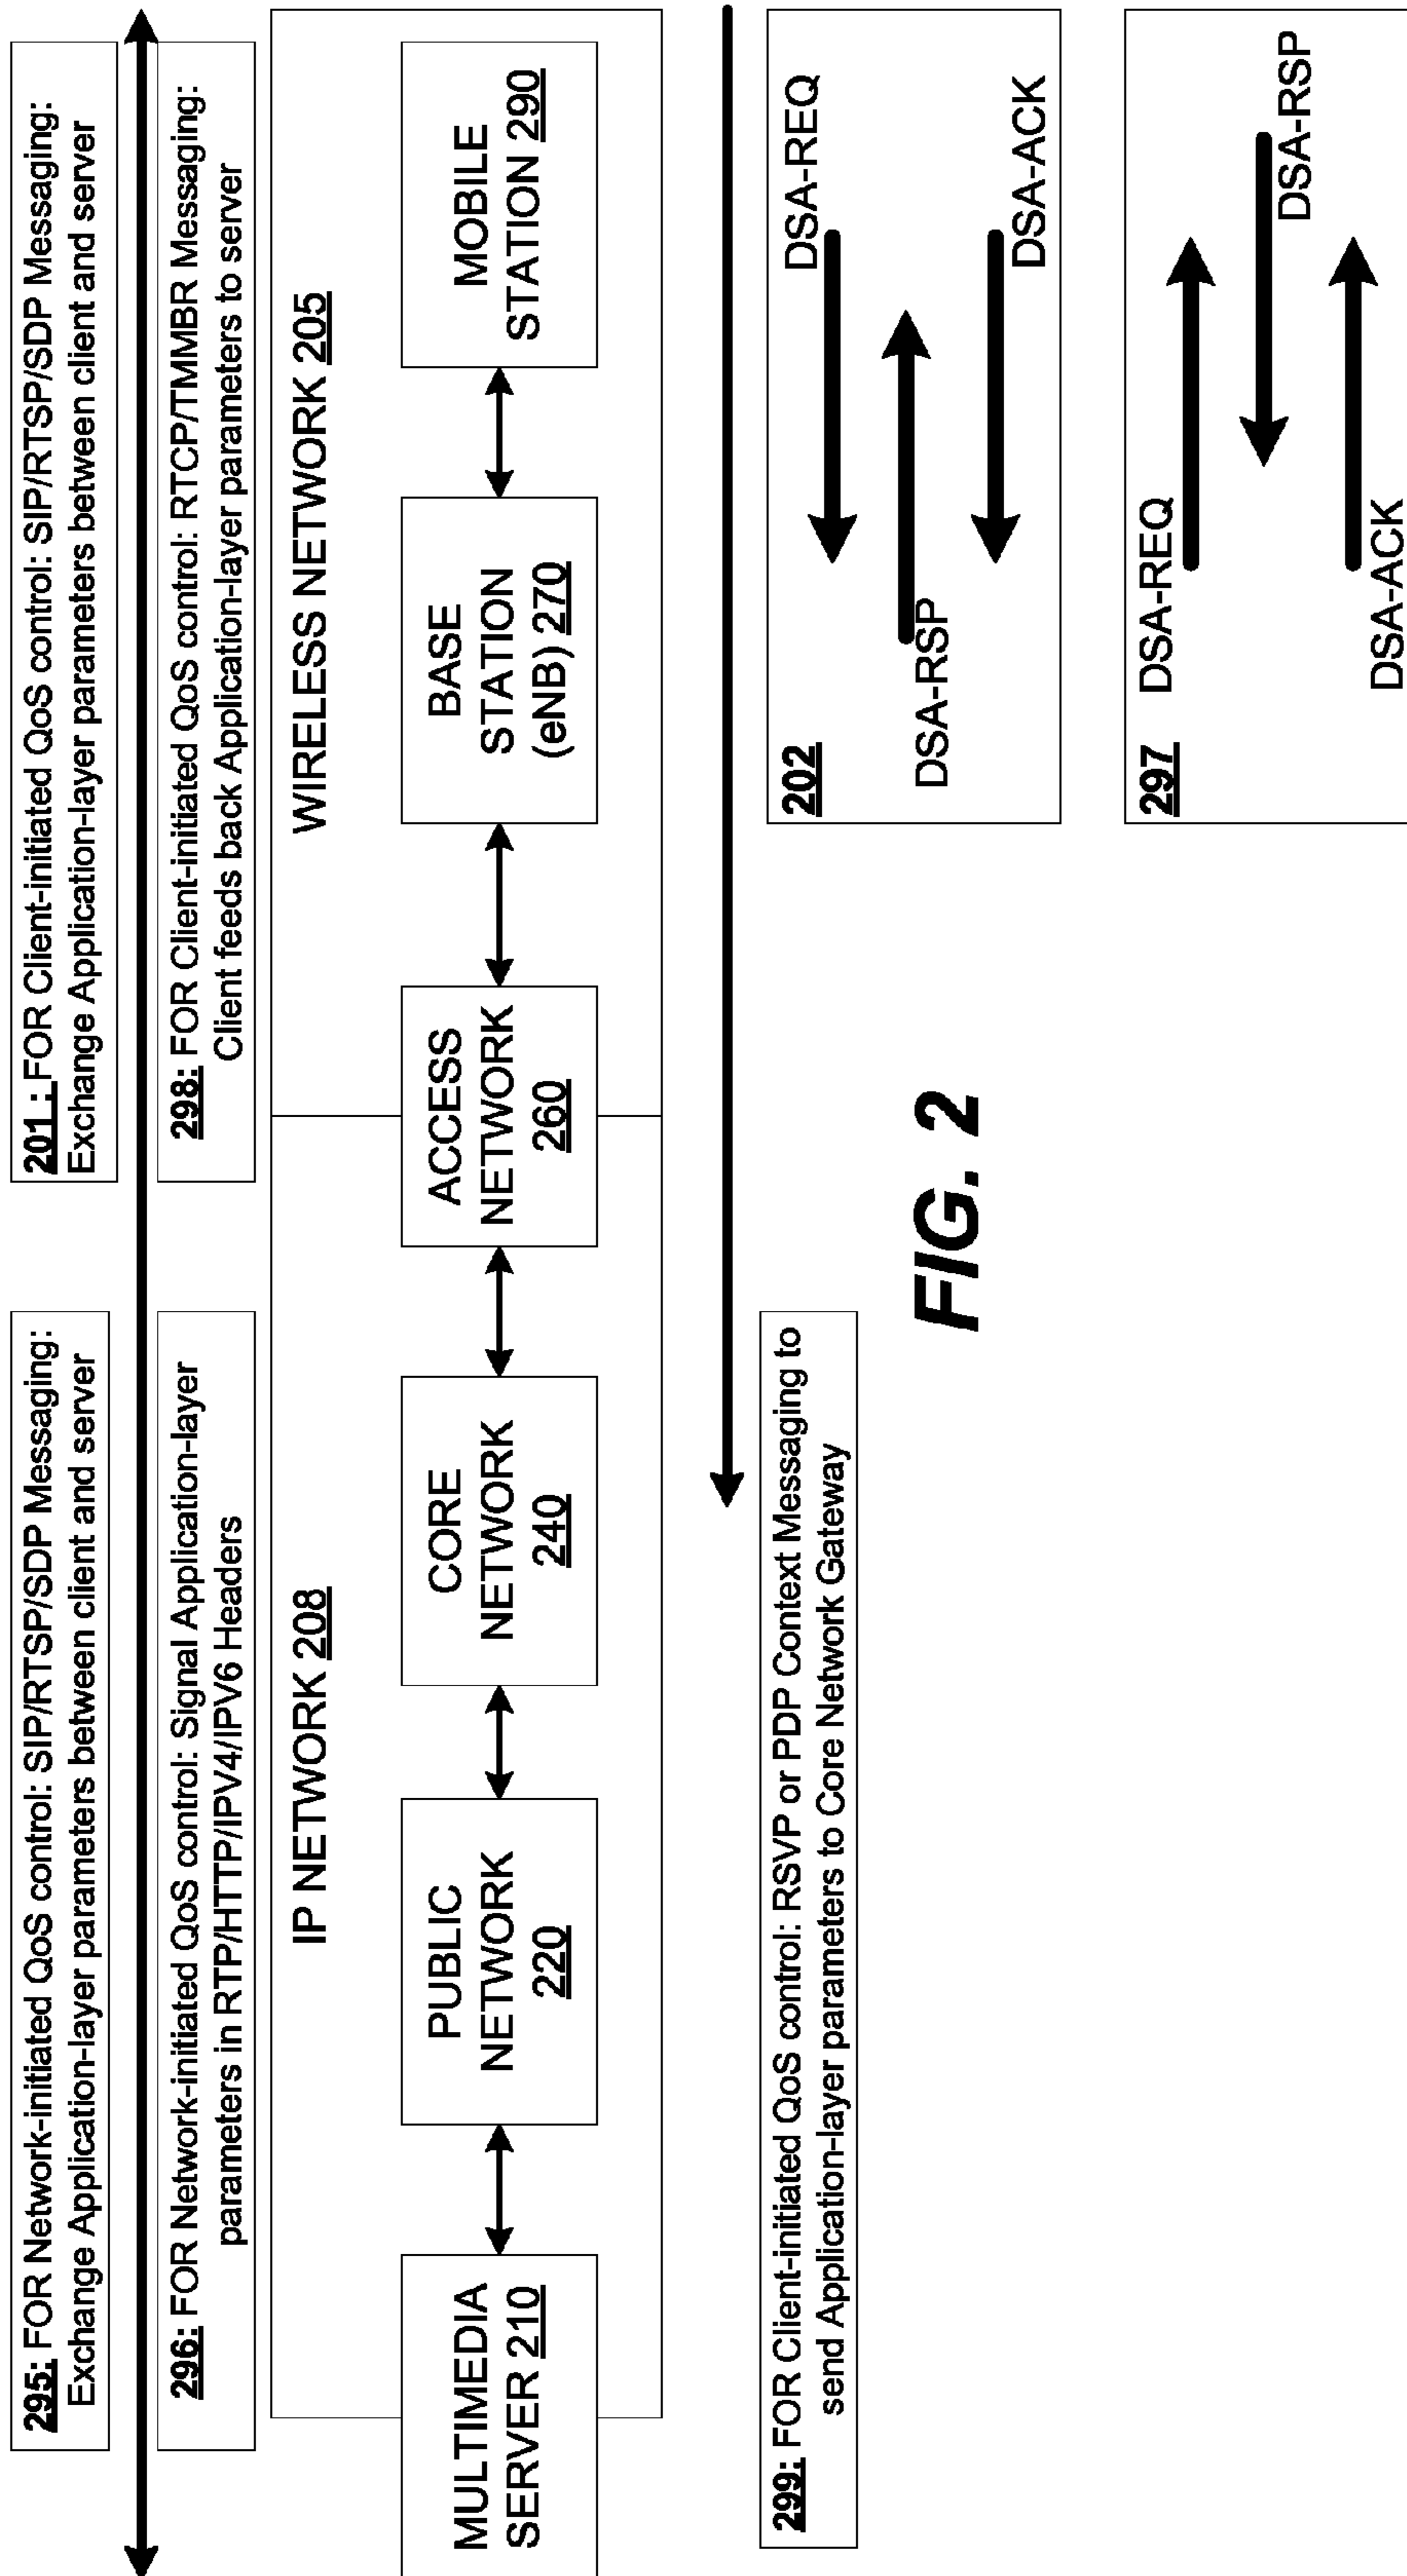 295: FOR Network-initiated QoS control: SIP/RTSP/SDP Messaging:
Exchange Application-layer parameters between client and server
201 : FOR Client-initiated QoS control: SIP/RTSP/SDP Messaging:
Exchange Application-layer parameters between client and server
296: FOR Network-initiated QoS control: Signal Application-layer
parameters in RTP/HTTP/IPV4/IPV6 Headers
298: FOR Client-initiated QoS control: RTCP/TMMBR Messaging:
Client feeds back Application-layer parameters to server
IP NETWORK 208
WIRELESS NETWORK 205
MULTIMEDIA
SERVER 210
PUBLIC
NETWORK
220
CORE
NETWORK
240
ACCESS
NETWORK
260
BASE
STATION
(eNB) 270
MOBILE
STATION 290
299: FOR Client-initiated QoS control: RSVP or PDP Context Messaging to
send Application-layer parameters to Core Network Gateway
202
DSA-REQ
DSA-RSP
DSA-ACK
297
DSA-REQ
DSA-RSP
DSA-ACK
FIG. 2